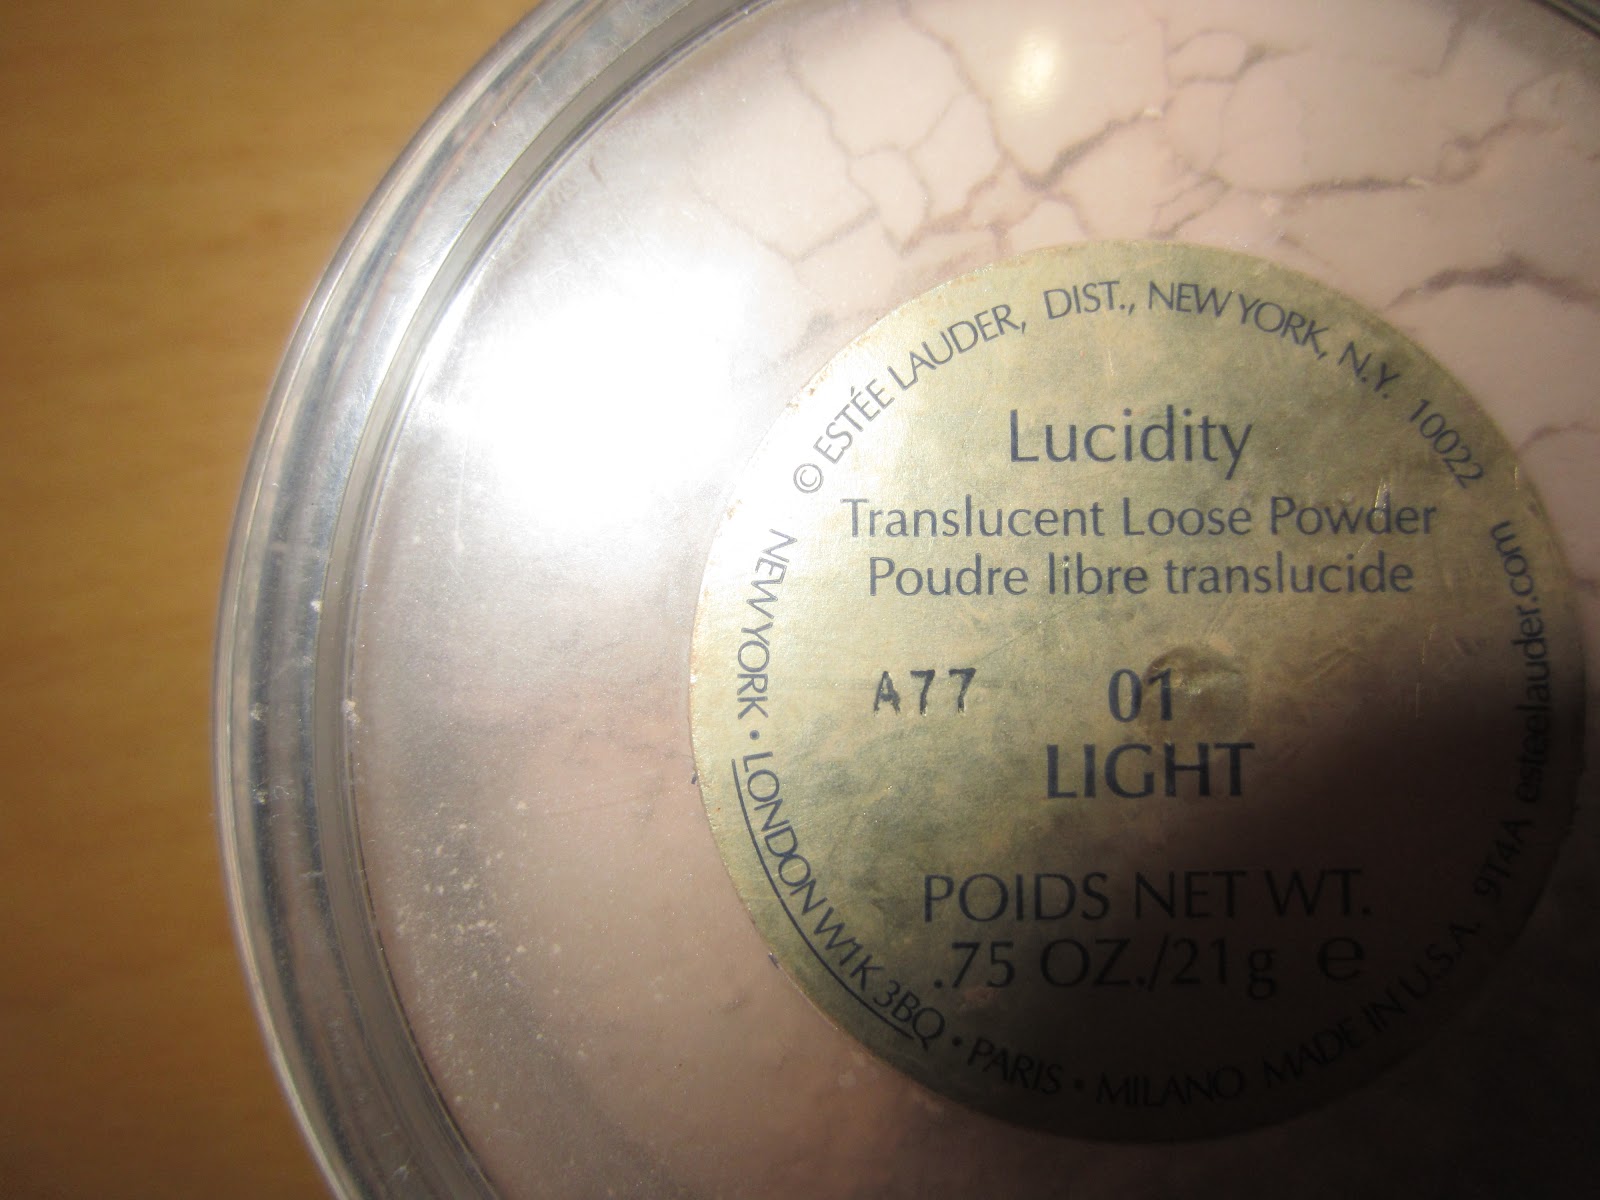 © ESTÉE LAUDER, DIST., NEW YORK, N.Y. 10022
Lucidity
Translucent Loose Powder
Poudre libre translucide
A77 01
LIGHT
POIDS NET WT.
.75 OZ./21g e
NEW YORK • LONDON W1K 3BQ • PARIS • MILANO MADE IN U.S.A. 9T4A esteelauder.com